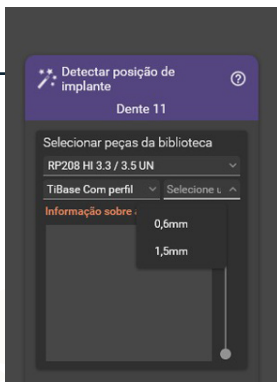 Detectar posição de
implante
Dente 11
Selecionar peças da biblioteca
RP208 HI 3.3 / 3.5 UN
TiBase Com perfil
Selecione u
Informação sobre
0,6mm
1,5mm